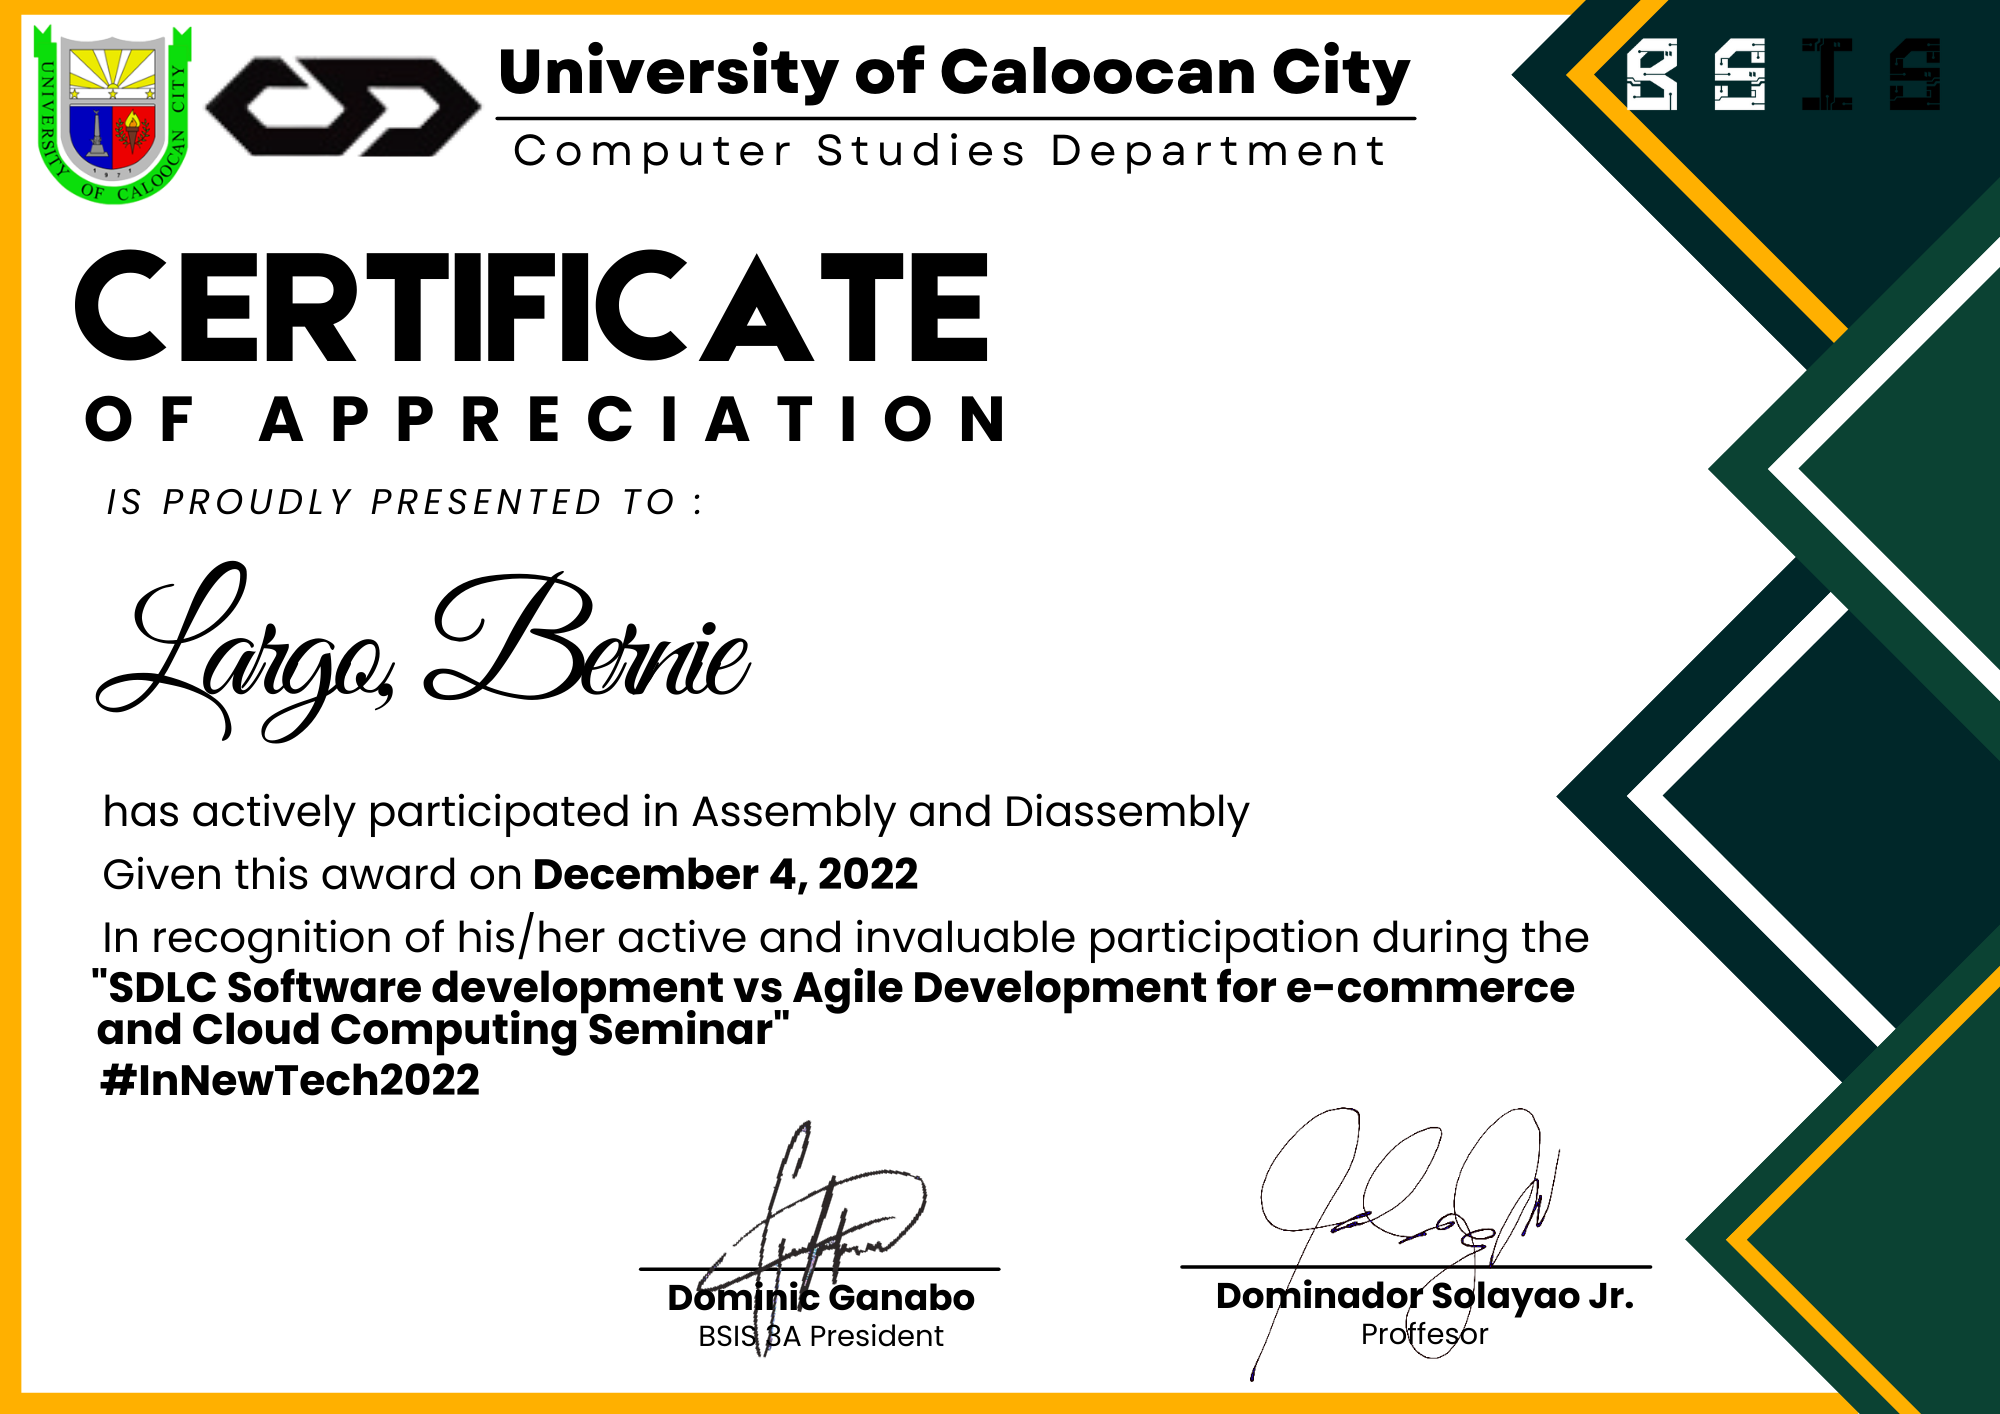 UNIVERSITY OF CALOOCAN CITY
1971
University of Caloocan City
Computer Studies Department
BSIS
CERTIFICATE
OF APPRECIATION
IS PROUDLY PRESENTED TO :
Largo, Bernie
has actively participated in Assembly and Diassembly
Given this award on December 4, 2022
In recognition of his/her active and invaluable participation during the
"SDLC Software development vs Agile Development for e-commerce
and Cloud Computing Seminar"
#InNewTech2022
Dominic Ganabo
BSIS 3A President
Dominador Solayao Jr.
Proffesor